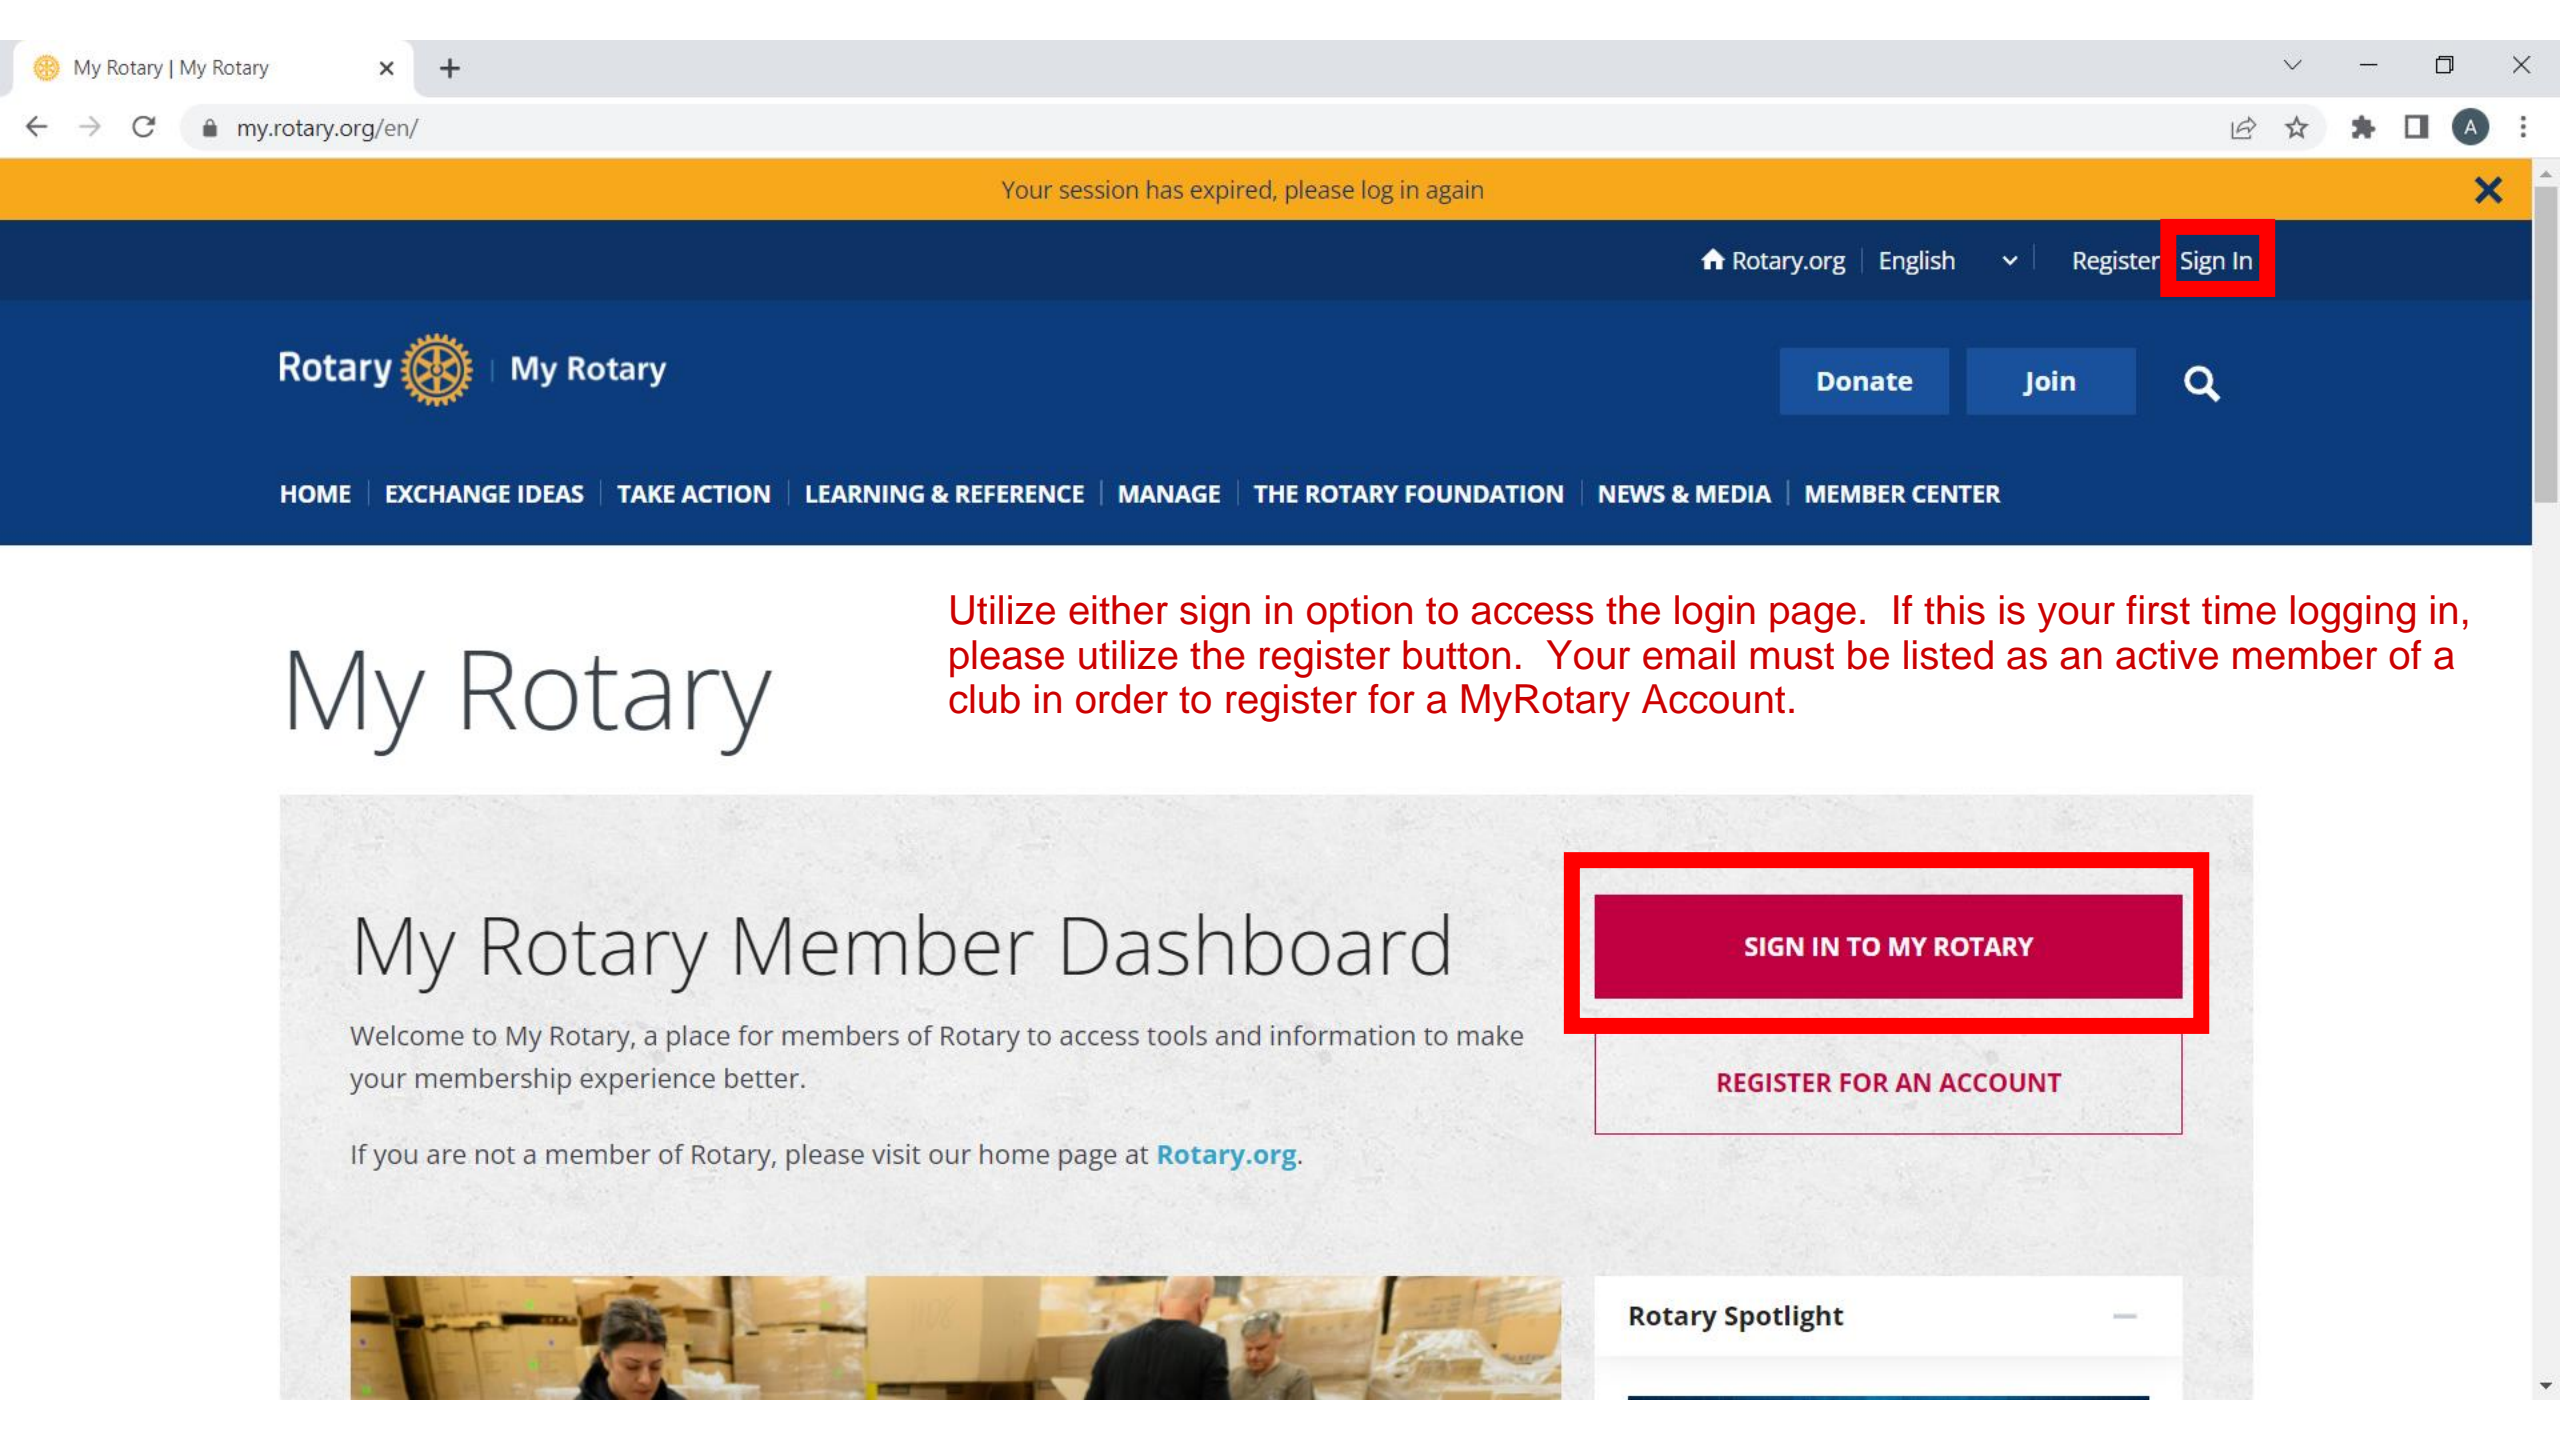 My Rotary | My Rotary
my.rotary.org/en/
A
Your session has expired, please log in again
Rotary.org
English
Register
Sign In
Rotary
My Rotary
Donate
Join
HOME
EXCHANGE IDEAS
TAKE ACTION
LEARNING & REFERENCE
MANAGE
THE ROTARY FOUNDATION
NEWS & MEDIA
MEMBER CENTER
My Rotary
Utilize either sign in option to access the login page.  If this is your first time logging in,
please utilize the register button.  Your email must be listed as an active member of a
club in order to register for a MyRotary Account.
My Rotary Member Dashboard
Welcome to My Rotary, a place for members of Rotary to access tools and information to make
your membership experience better.
If you are not a member of Rotary, please visit our home page at Rotary.org.
SIGN IN TO MY ROTARY
REGISTER FOR AN ACCOUNT
Rotary Spotlight